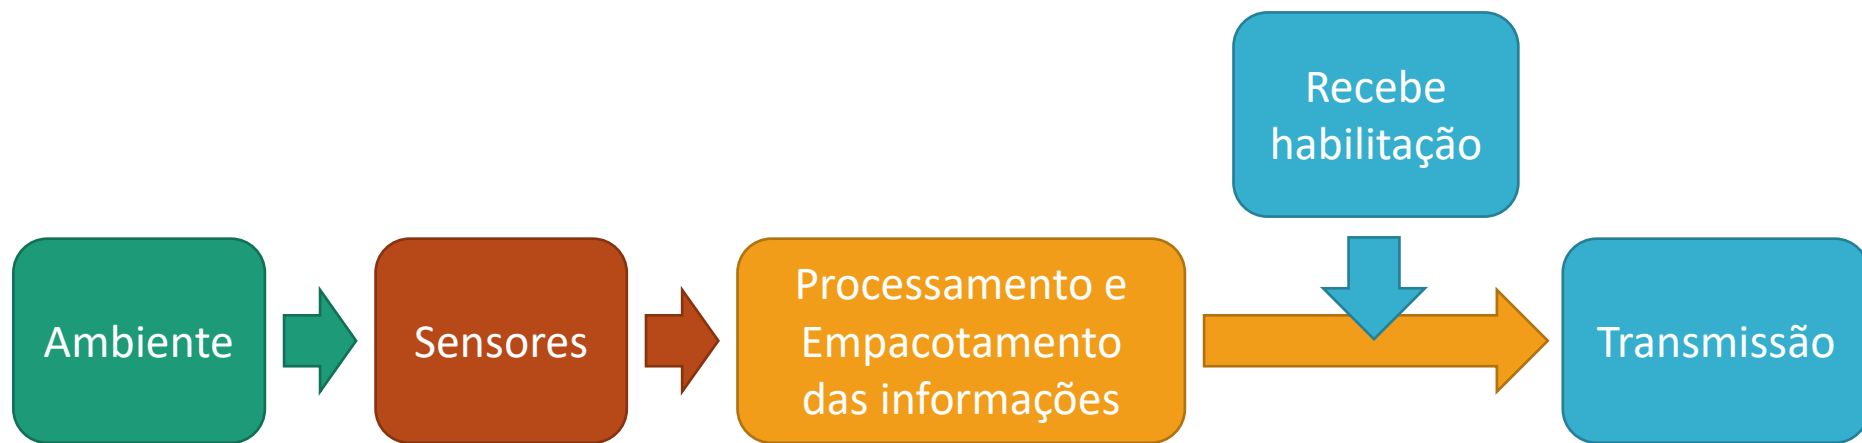 Recebe
habilitação
Ambiente
Sensores
Processamento e
Empacotamento
das informações
Transmissão